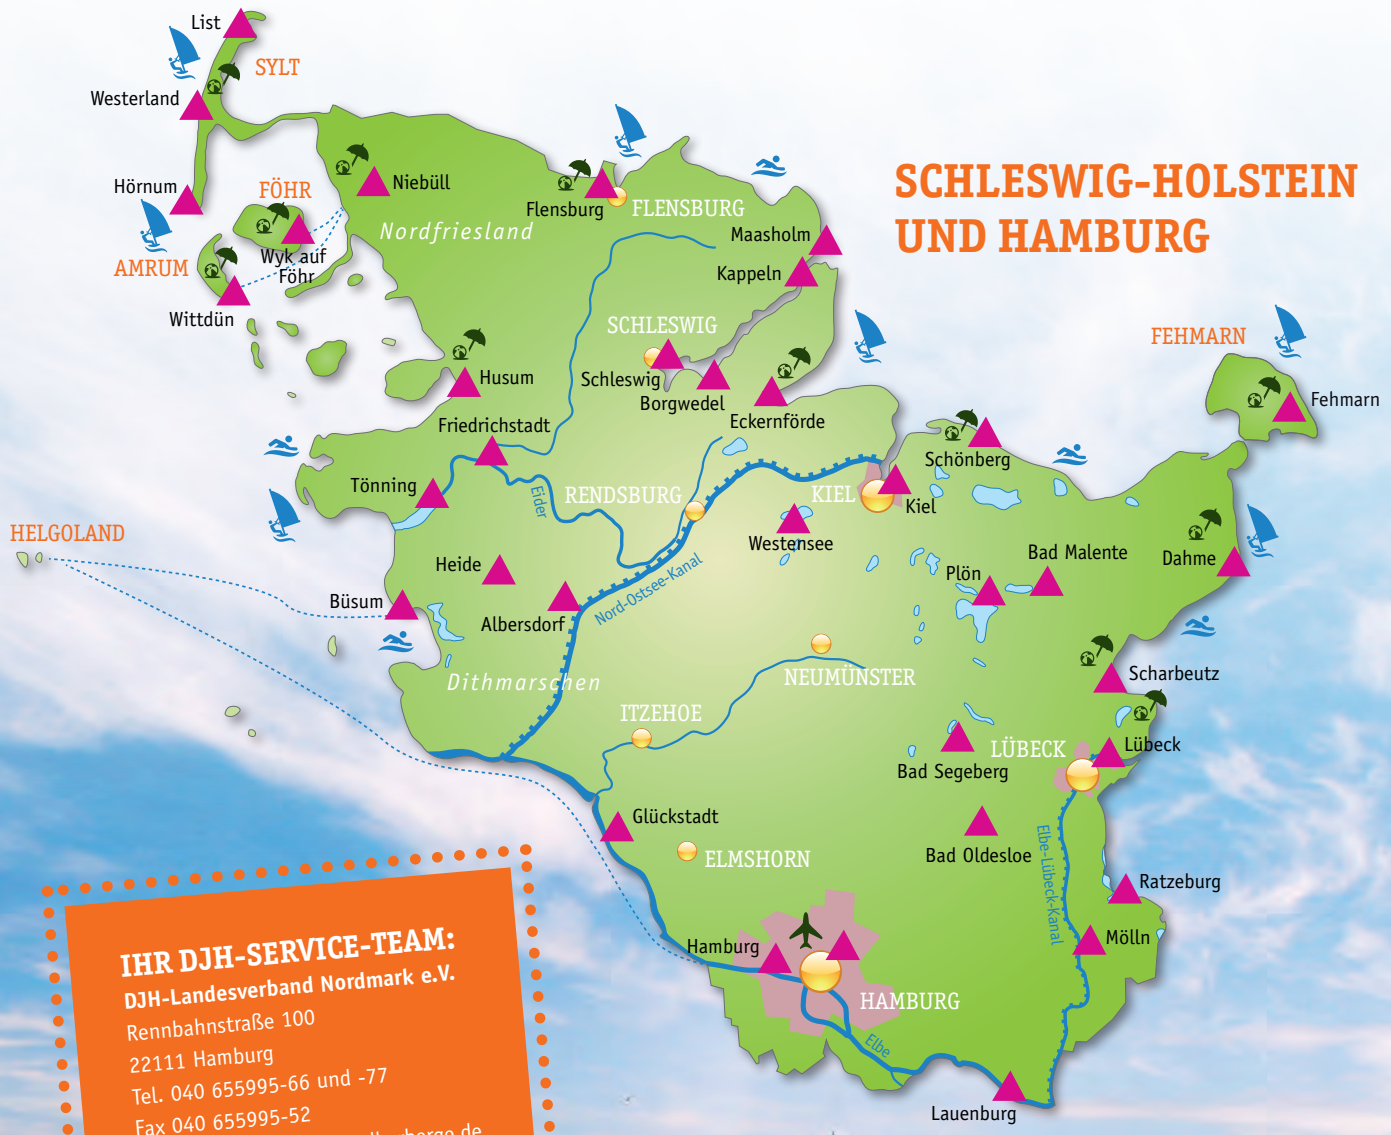 List
SYLT
Westerland
Hörnum
FÖHR
Niebüll
Nordfriesland
Wyk auf
Föhr
AMRUM
Wittdün
Flensburg
FLENSBURG
Maasholm
Kappeln
SCHLESWIG-HOLSTEIN
UND HAMBURG
SCHLESWIG
Schleswig
Borgwedel
Eckernförde
Husum
Friedrichstadt
Tönning
Eider
RENDSBURG
KIEL
Kiel
Schönberg
FEHMARN
Fehmarn
HELGOLAND
Heide
Büsum
Albersdorf
Nord-Ostsee-Kanal
Westensee
Plön
Bad Malente
Dahme
Dithmarschen
NEUMÜNSTER
ITZEHOE
Scharbeutz
LÜBECK
Lübeck
Bad Segeberg
Glückstadt
ELMSHORN
Bad Oldesloe
Elbe-Lübeck-Kanal
Ratzeburg
Mölln
Hamburg
HAMBURG
Elbe
Lauenburg
IHR DJH-SERVICE-TEAM:
DJH-Landesverband Nordmark e.V.
Rennbahnstraße 100
22111 Hamburg
Tel. 040 655995-66 und -77
Fax 040 655995-52